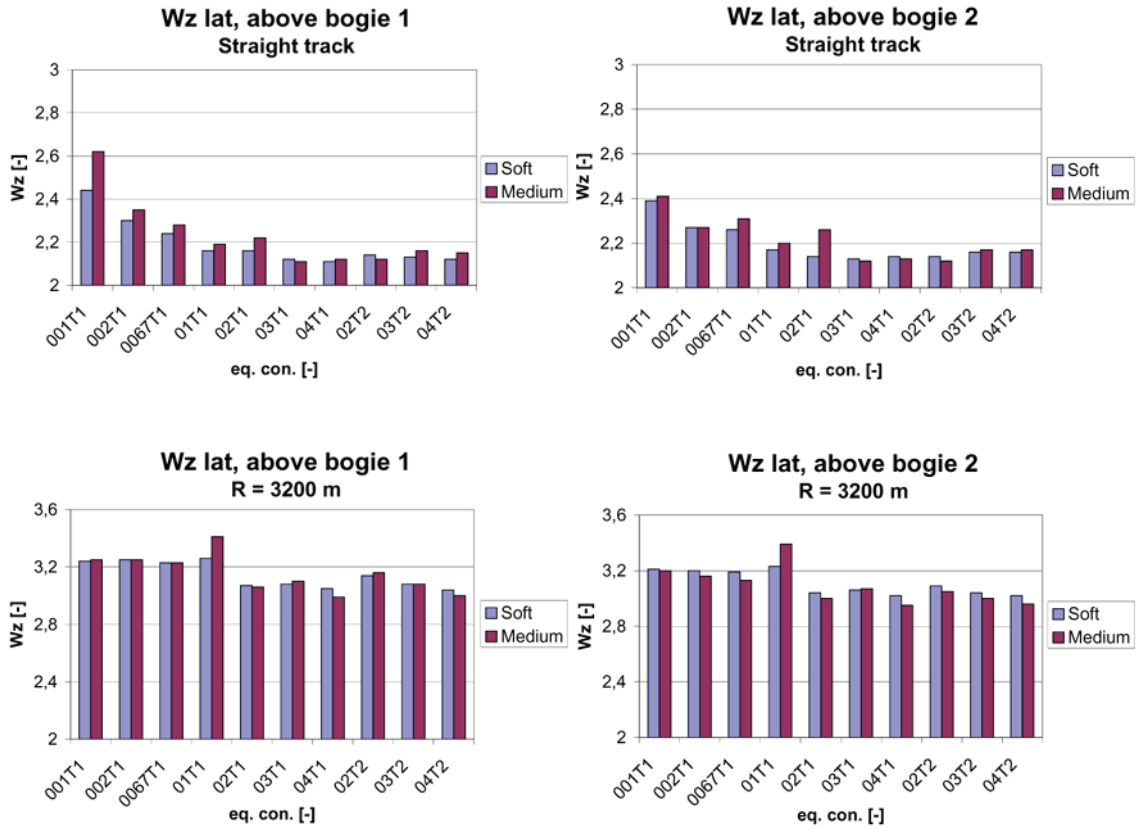 Wz lat, above bogie 1
Straight track
3
2,8
2,6
2,4
2,2
2
Wz [-]
001T1
002T1
0067T1
01T1
02T1
03T1
04T1
02T2
03T2
04T2
eq. con. [-]
Soft
Medium
Wz lat, above bogie 2
Straight track
3
2,8
2,6
2,4
2,2
2
Wz [-]
001T1
002T1
0067T1
01T1
02T1
03T1
04T1
02T2
03T2
04T2
eq. con. [-]
Soft
Medium
Wz lat, above bogie 1
R = 3200 m
3,6
3,2
2,8
2,4
2
Wz [-]
001T1
002T1
0067T1
01T1
02T1
03T1
04T1
02T2
03T2
04T2
eq. con. [-]
Soft
Medium
Wz lat, above bogie 2
R = 3200 m
3,6
3,2
2,8
2,4
2
Wz [-]
001T1
002T1
0067T1
01T1
02T1
03T1
04T1
02T2
03T2
04T2
eq. con. [-]
Soft
Medium